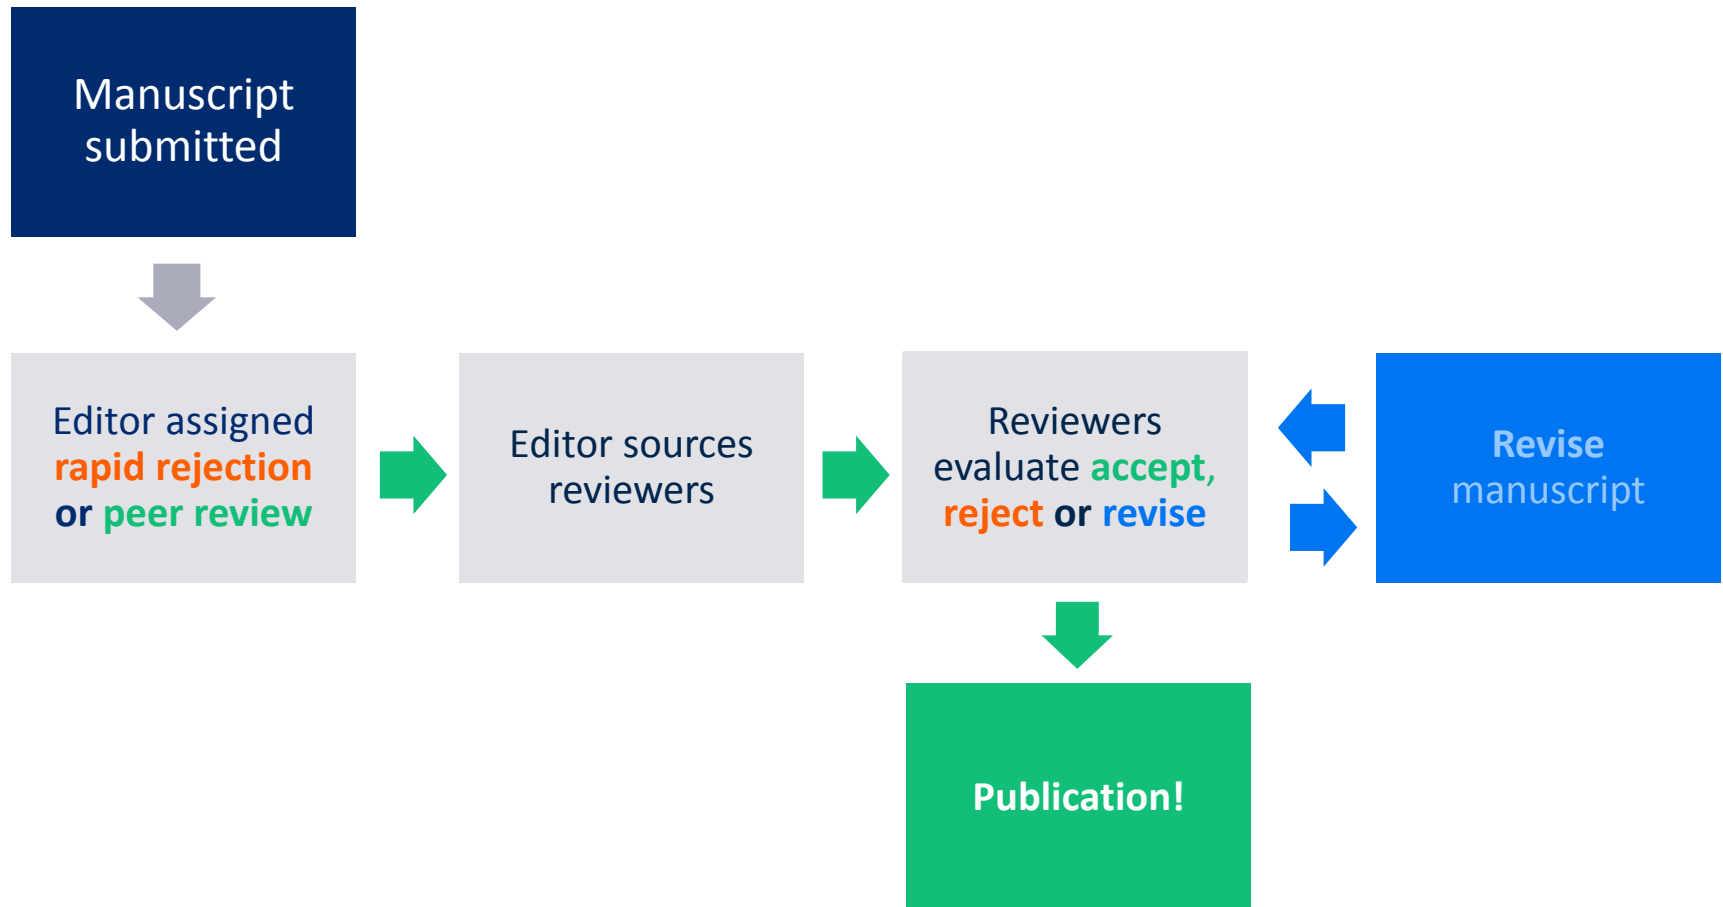 Manuscript
submitted
Editor assigned
rapid rejection
or peer review
Editor sources
reviewers
Reviewers
evaluate accept,
reject or revise
Revise
manuscript
Publication!